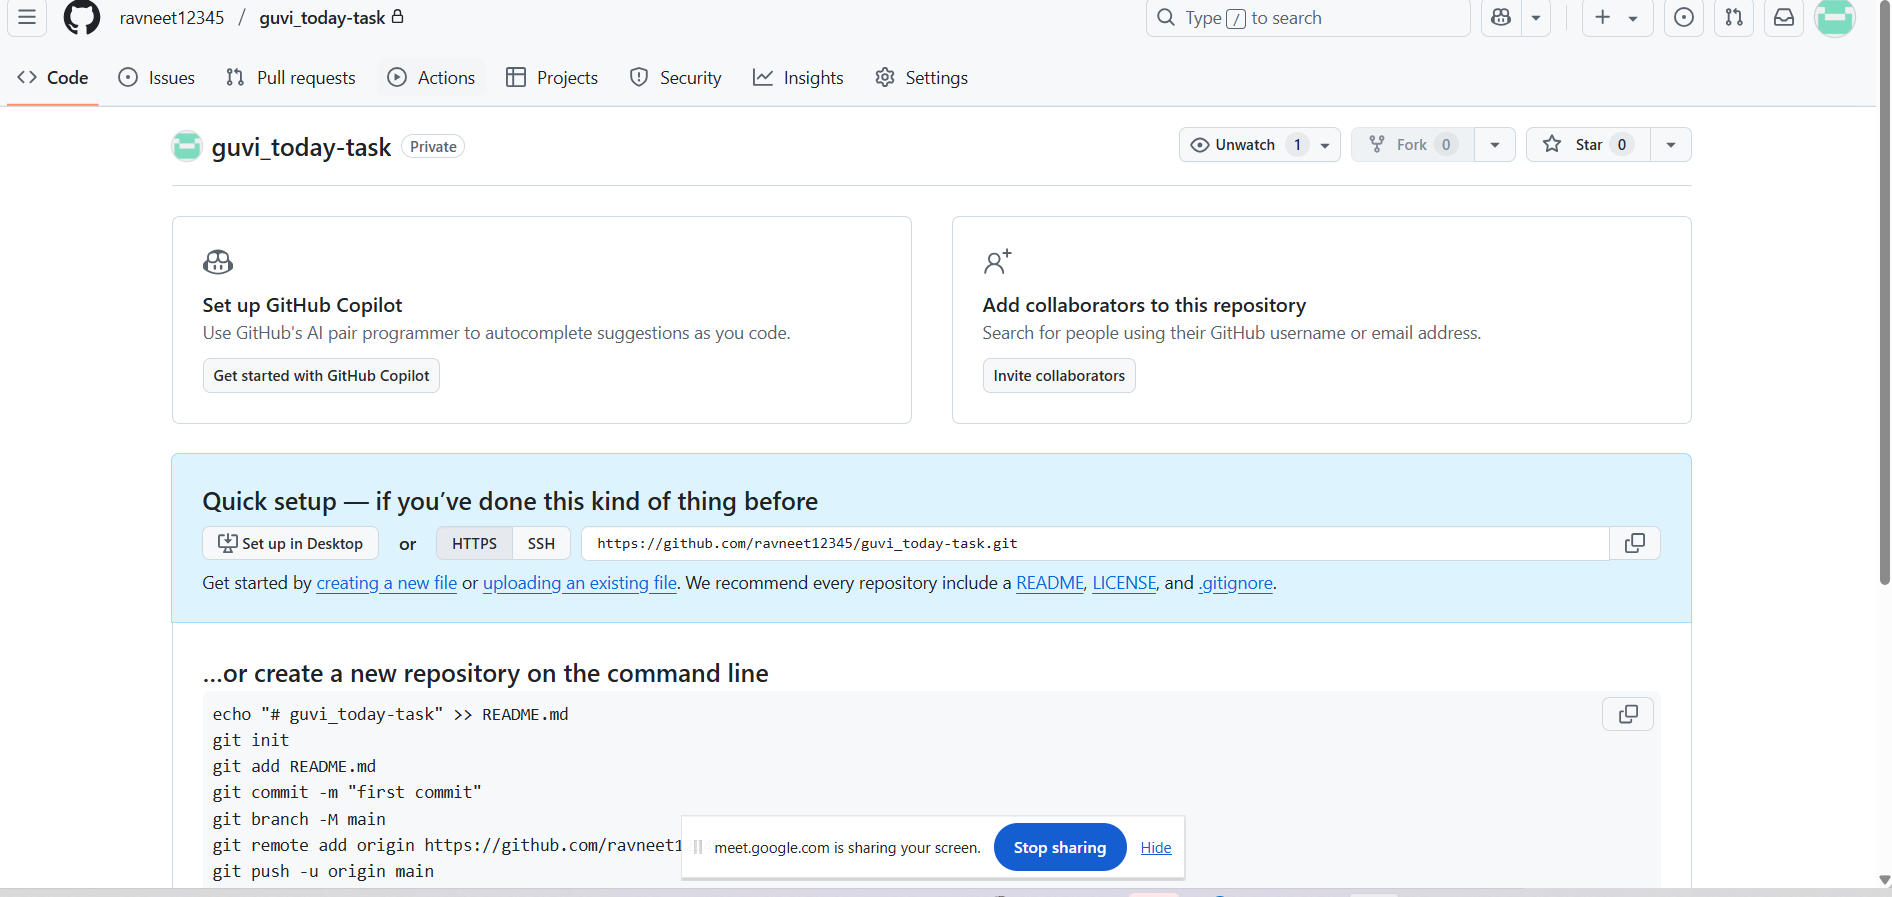 ravneet12345 / guvi_today-task
Type / to search
Code Issues Pull requests Actions Projects Security Insights Settings
guvi_today-task Private
Unwatch 1 Fork 0 Star 0
Set up GitHub Copilot
Use GitHub's AI pair programmer to autocomplete suggestions as you code.
Get started with GitHub Copilot
Add collaborators to this repository
Search for people using their GitHub username or email address.
Invite collaborators
Quick setup — if you’ve done this kind of thing before
Set up in Desktop or HTTPS SSH https://github.com/ravneet12345/guvi_today-task.git
Get started by creating a new file or uploading an existing file. We recommend every repository include a README, LICENSE, and .gitignore.
…or create a new repository on the command line
echo "# guvi_today-task" >> README.md
git init
git add README.md
git commit -m "first commit"
git branch -M main
git remote add origin https://github.com/ravneet1
git push -u origin main
meet.google.com is sharing your screen. Stop sharing Hide